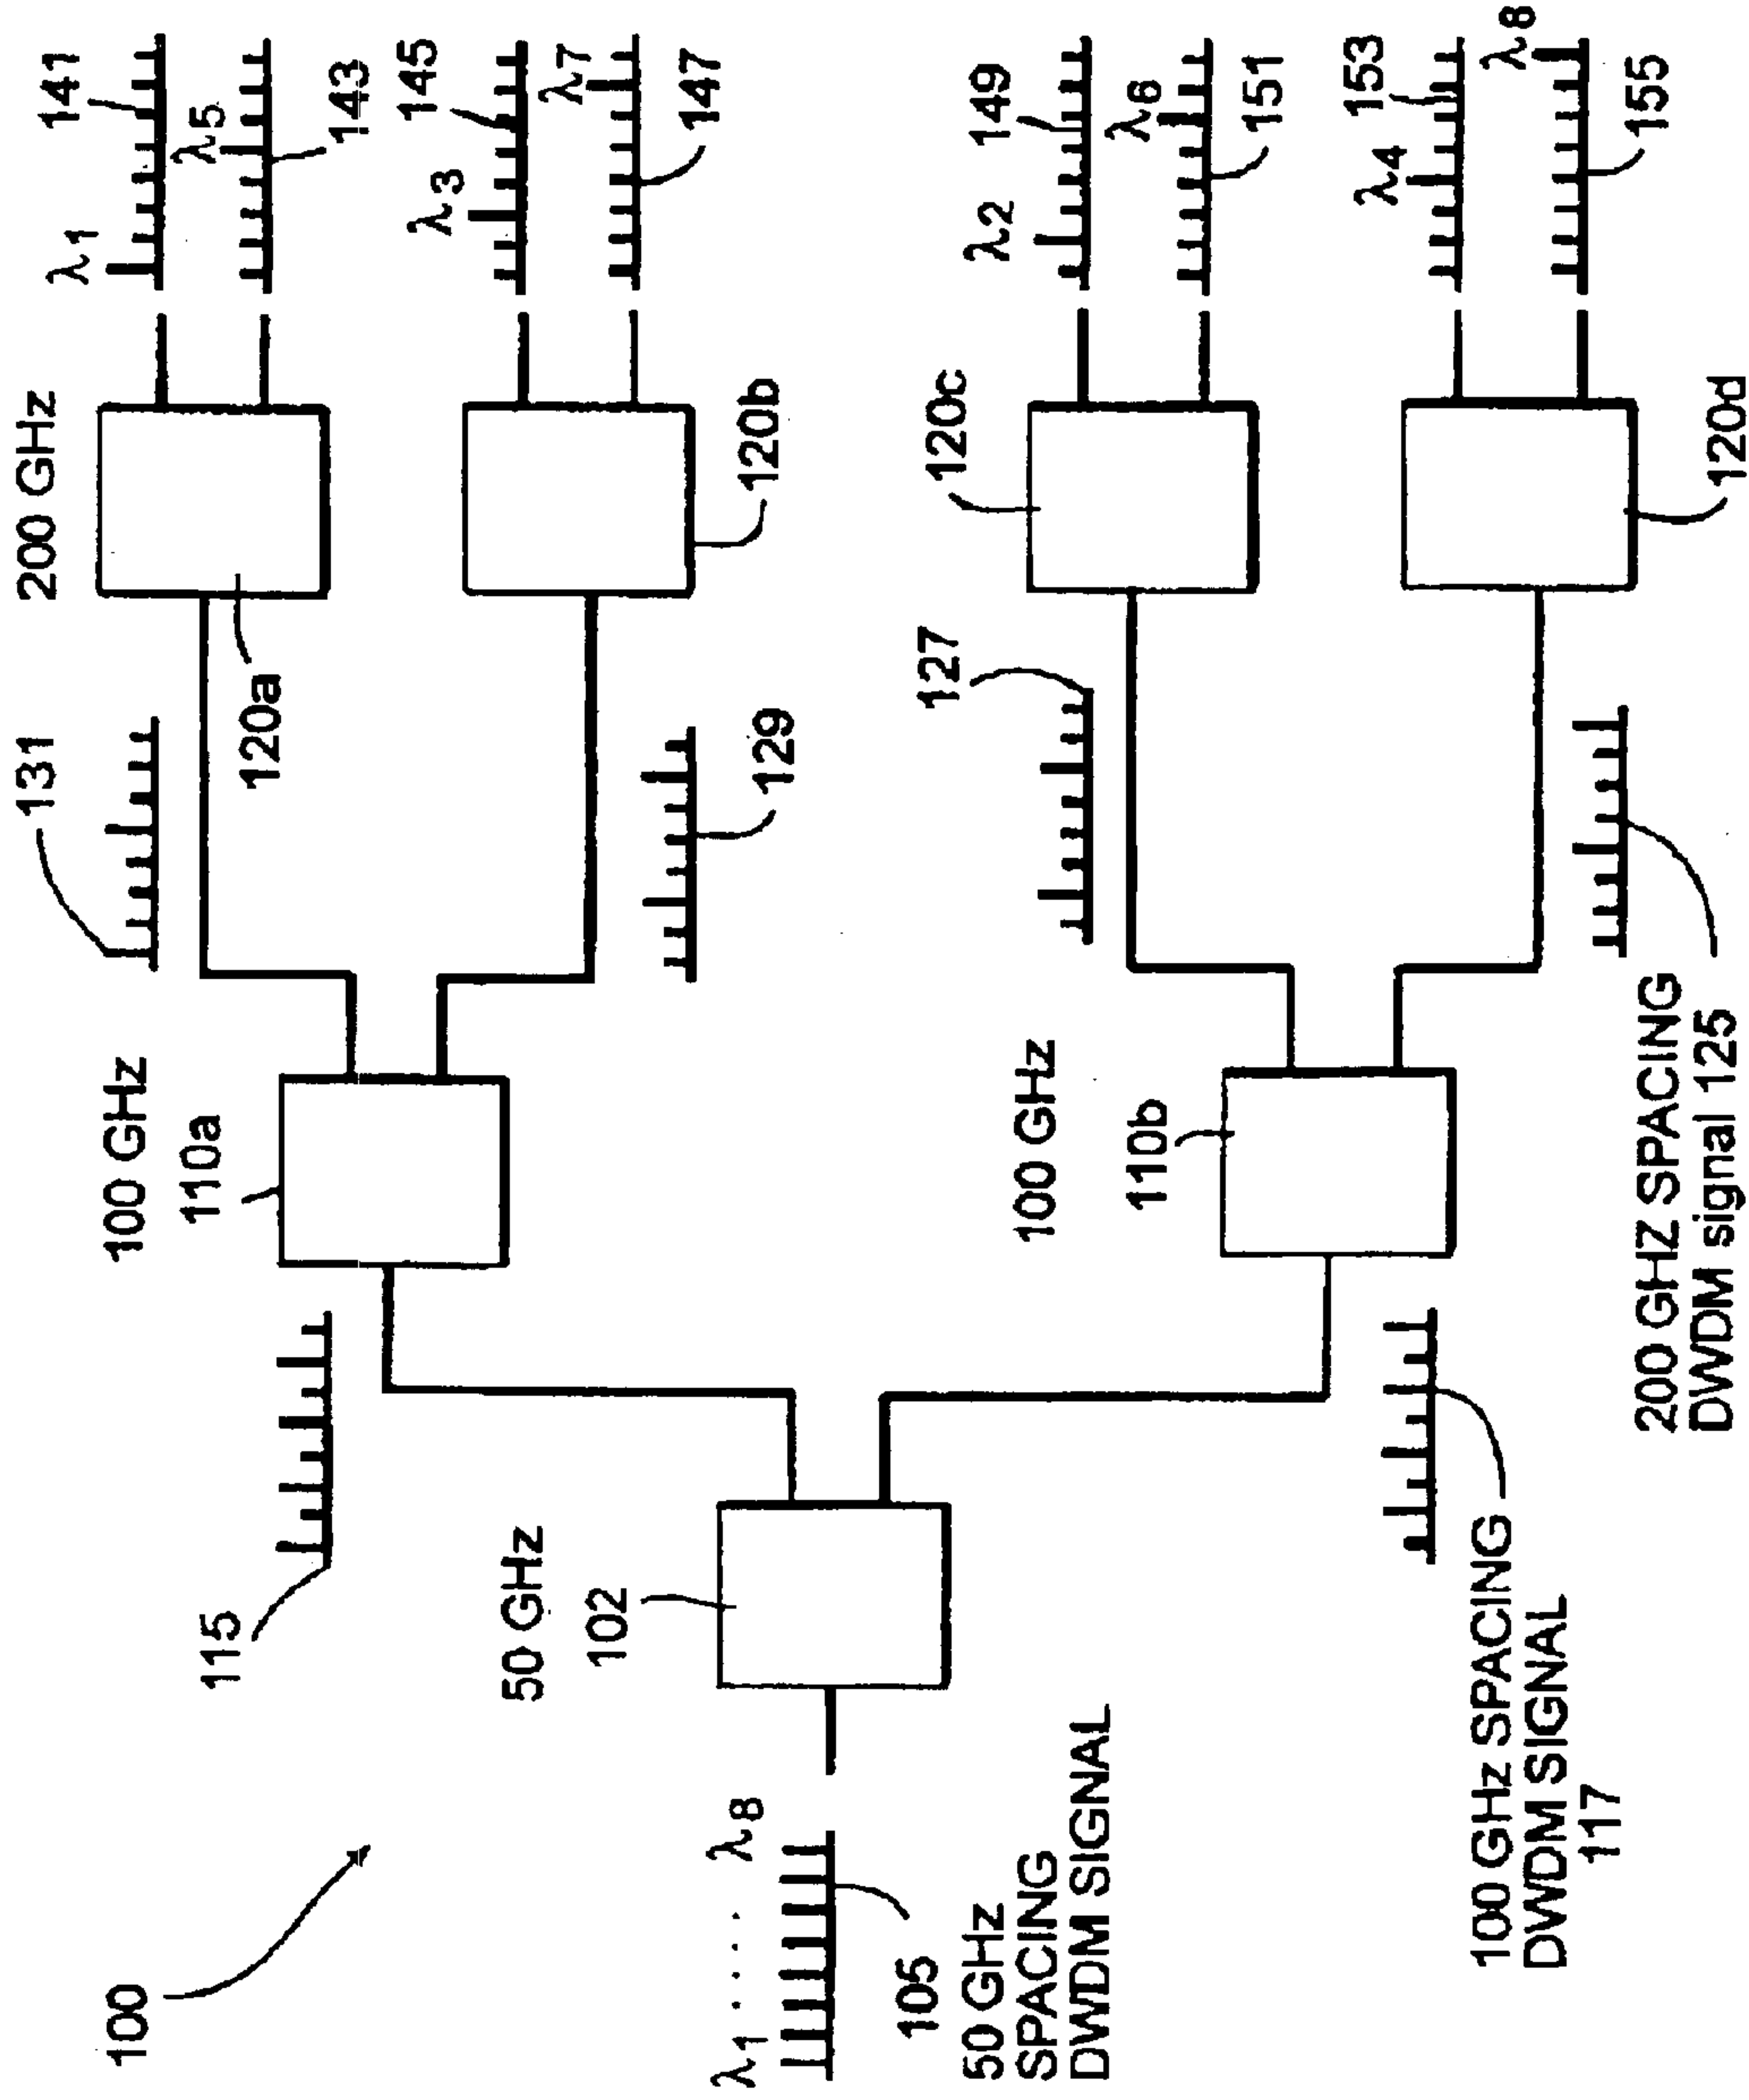 100
λ1 . . . . λ8
105
50 GHz
SPACING
DWDM SIGNAL
50 GHz
102
115
100 GHz SPACING
DWDM SIGNAL
117
100 GHz
110a
100 GHz
110b
131
129
127
200 GHZ SPACING
DWDM signal 125
200 GHz
120a
120b
120c
120d
λ1
141
λ5
143
λ3
145
λ7
147
λ2
149
λ6
151
λ4
153
λ8
155